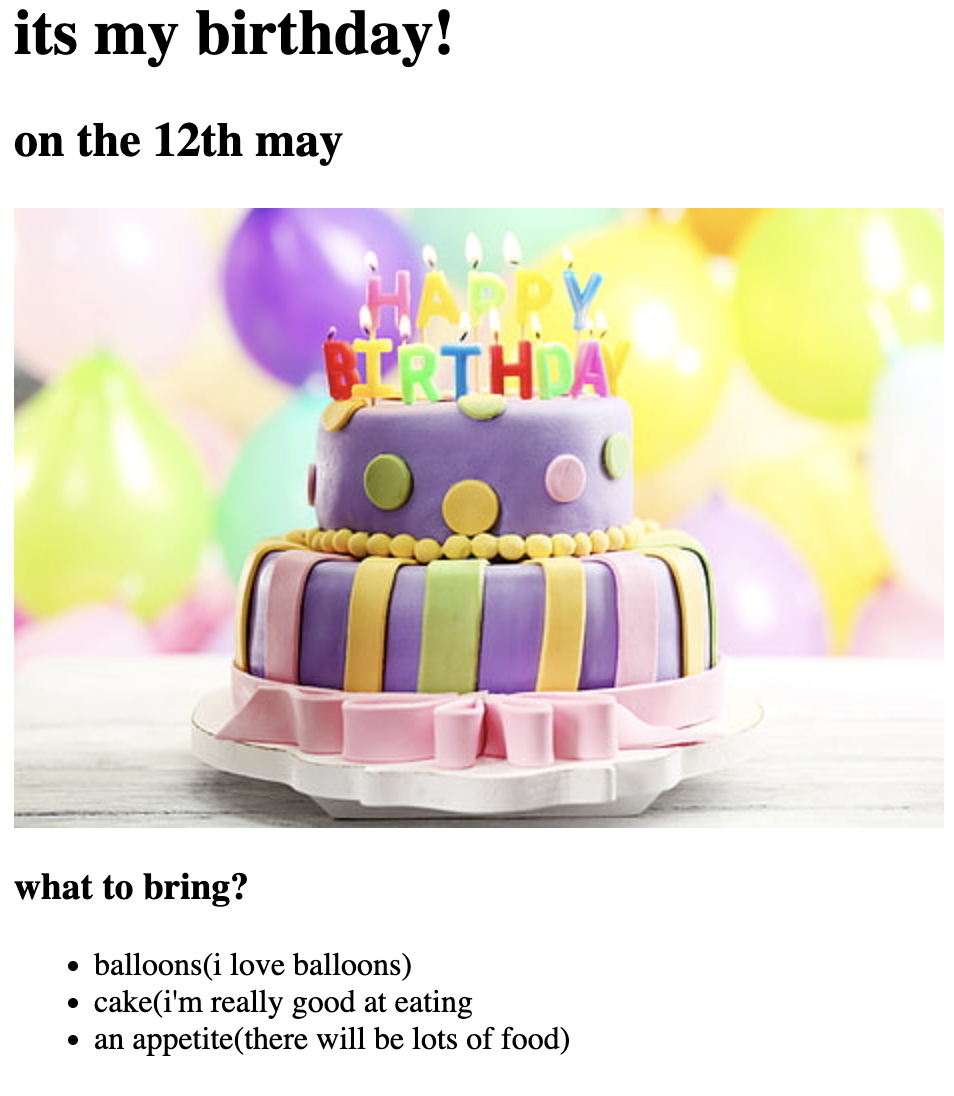 its my birthday!
on the 12th may
HAPPY
BIRTHDAY
what to bring?
balloons(i love balloons)
cake(i'm really good at eating
an appetite(there will be lots of food)